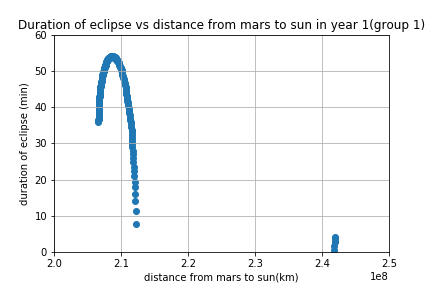 Duration of eclipse vs distance from mars to sun in year 1(group 1)
60
50
40
30
20
10
0
duration of eclipse (min)
2.0 2.1 2.2 2.3 2.4 2.5
1e8
distance from mars to sun(km)